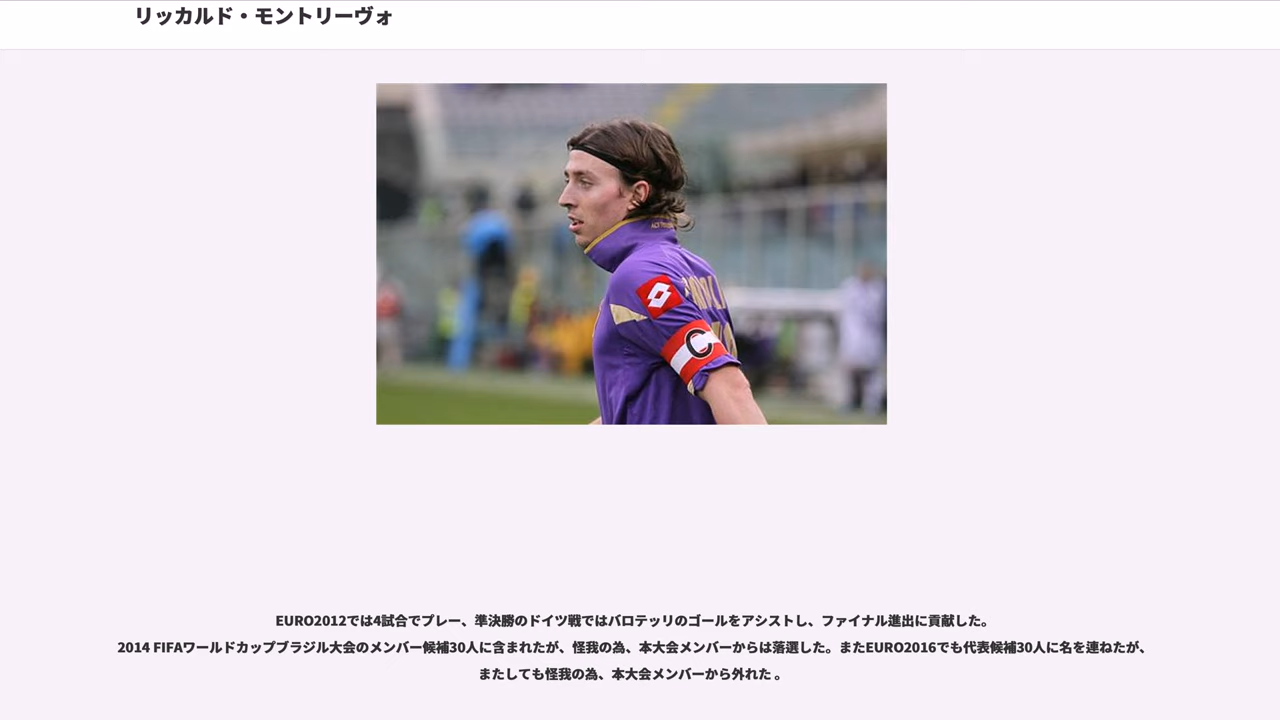 リッカルド・モントリーヴォ
C
EURO2012では4試合でプレー、準決勝のドイツ戦ではバロテッリのゴールをアシストし、ファイナル進出に貢献した。
2014 FIFAワールドカップブラジル大会のメンバー候補30人に含まれたが、怪我の為、本大会メンバーからは落選した。またEURO2016でも代表候補30人に名を連ねたが、
またしても怪我の為、本大会メンバーから外れた 。